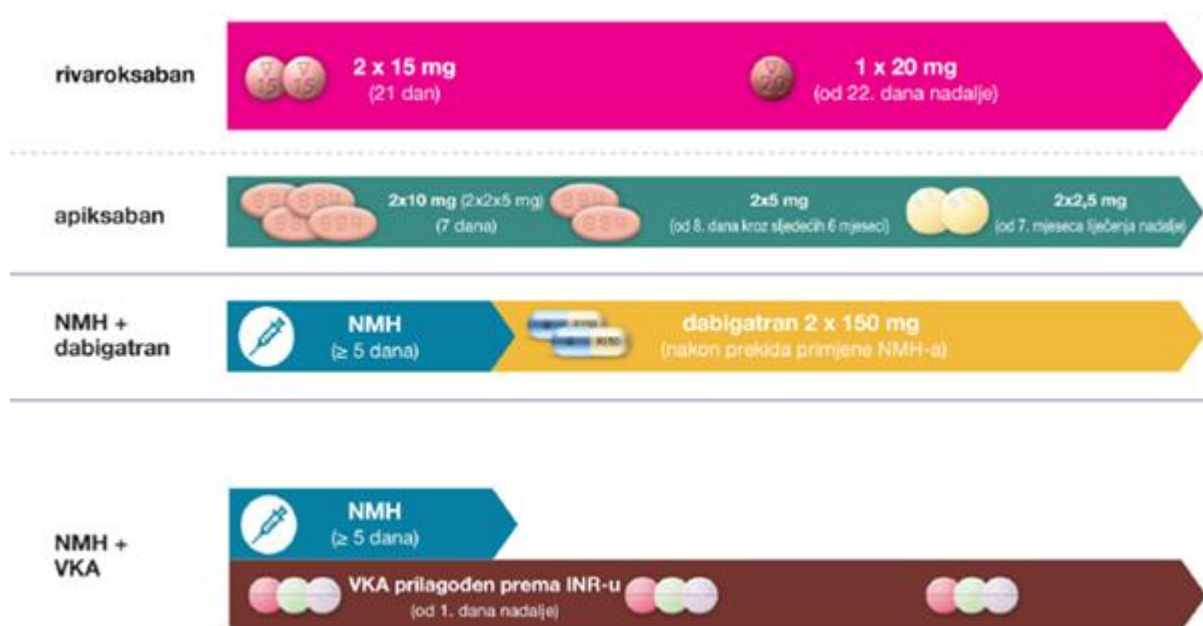 rivaroksaban
2 x 15 mg
(21 dan)
1 x 20 mg
(od 22. dana nadalje)
15 15
20
apiksaban
2x10 mg (2x2x5 mg)
(7 dana)
2x5 mg
(od 8. dana kroz sljedećih 6 mjeseci)
2x2,5 mg
(od 7. mjeseca liječenja nadalje)
NMH +
dabigatran
NMH
(≥ 5 dana)
dabigatran 2 x 150 mg
(nakon prekida primjene NMH-a)
NMH +
VKA
NMH
(≥ 5 dana)
VKA prilagođen prema INR-u
(od 1. dana nadalje)